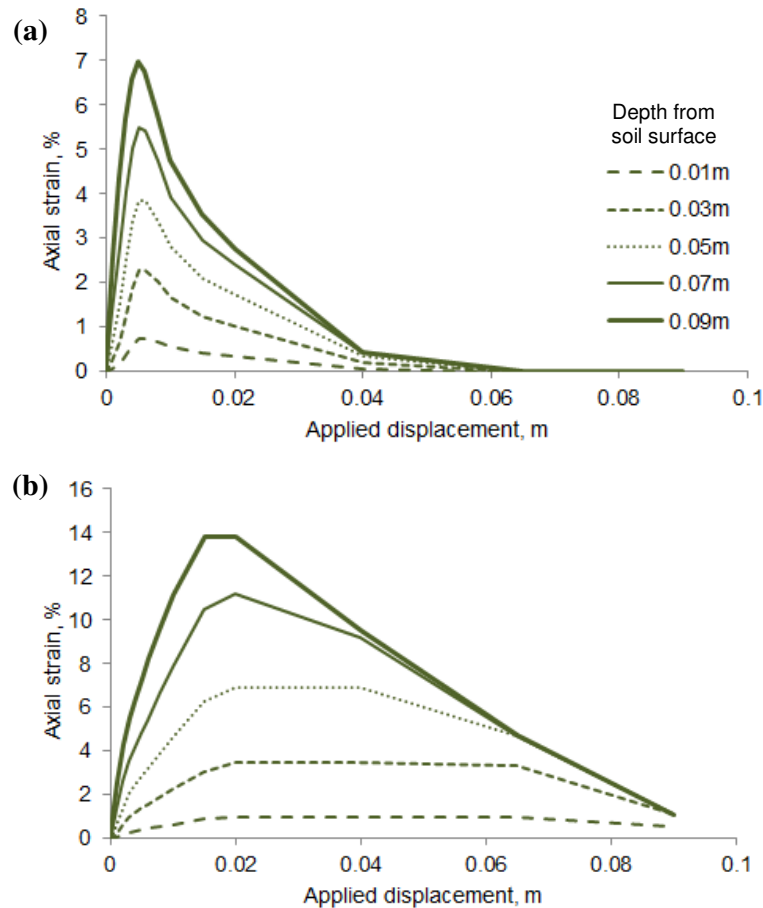 (a)
8
7
6
5
4
3
2
1
0
Axial strain, %
0 0.02 0.04 0.06 0.08 0.1
Applied displacement, m
Depth from
soil surface
0.01m
0.03m
0.05m
0.07m
0.09m
(b)
16
14
12
10
8
6
4
2
0
Axial strain, %
0 0.02 0.04 0.06 0.08 0.1
Applied displacement, m